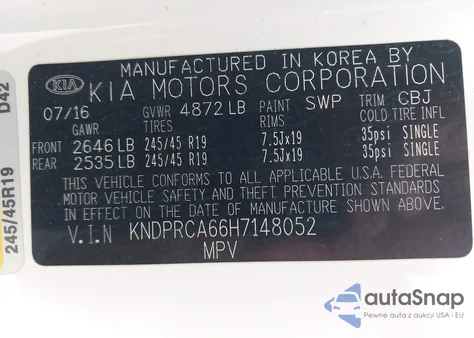 MANUFACTURED IN KOREA BY
KIA KIA MOTORS CORPORATION
07/16 GVWR 4872 LB PAINT SWP TRIM CBJ
GAWR TIRES RIMS COLD TIRE INFL
FRONT 2646 LB 245/45 R19 7.5Jx19 35psi SINGLE
REAR 2535 LB 245/45 R19 7.5Jx19 35psi SINGLE
THIS VEHICLE CONFORMS TO ALL APPLICABLE U.S.A FEDERAL
MOTOR VEHICLE SAFETY AND THEFT PREVENTION STANDARDS
IN EFFECT ON THE DATE OF MANUFACTURE SHOWN ABOVE.
V.I.N KNDPRCA66H7148052
MPV
245/45R19 D42
autoSnap
Pewne auta z aukcji USA i EU